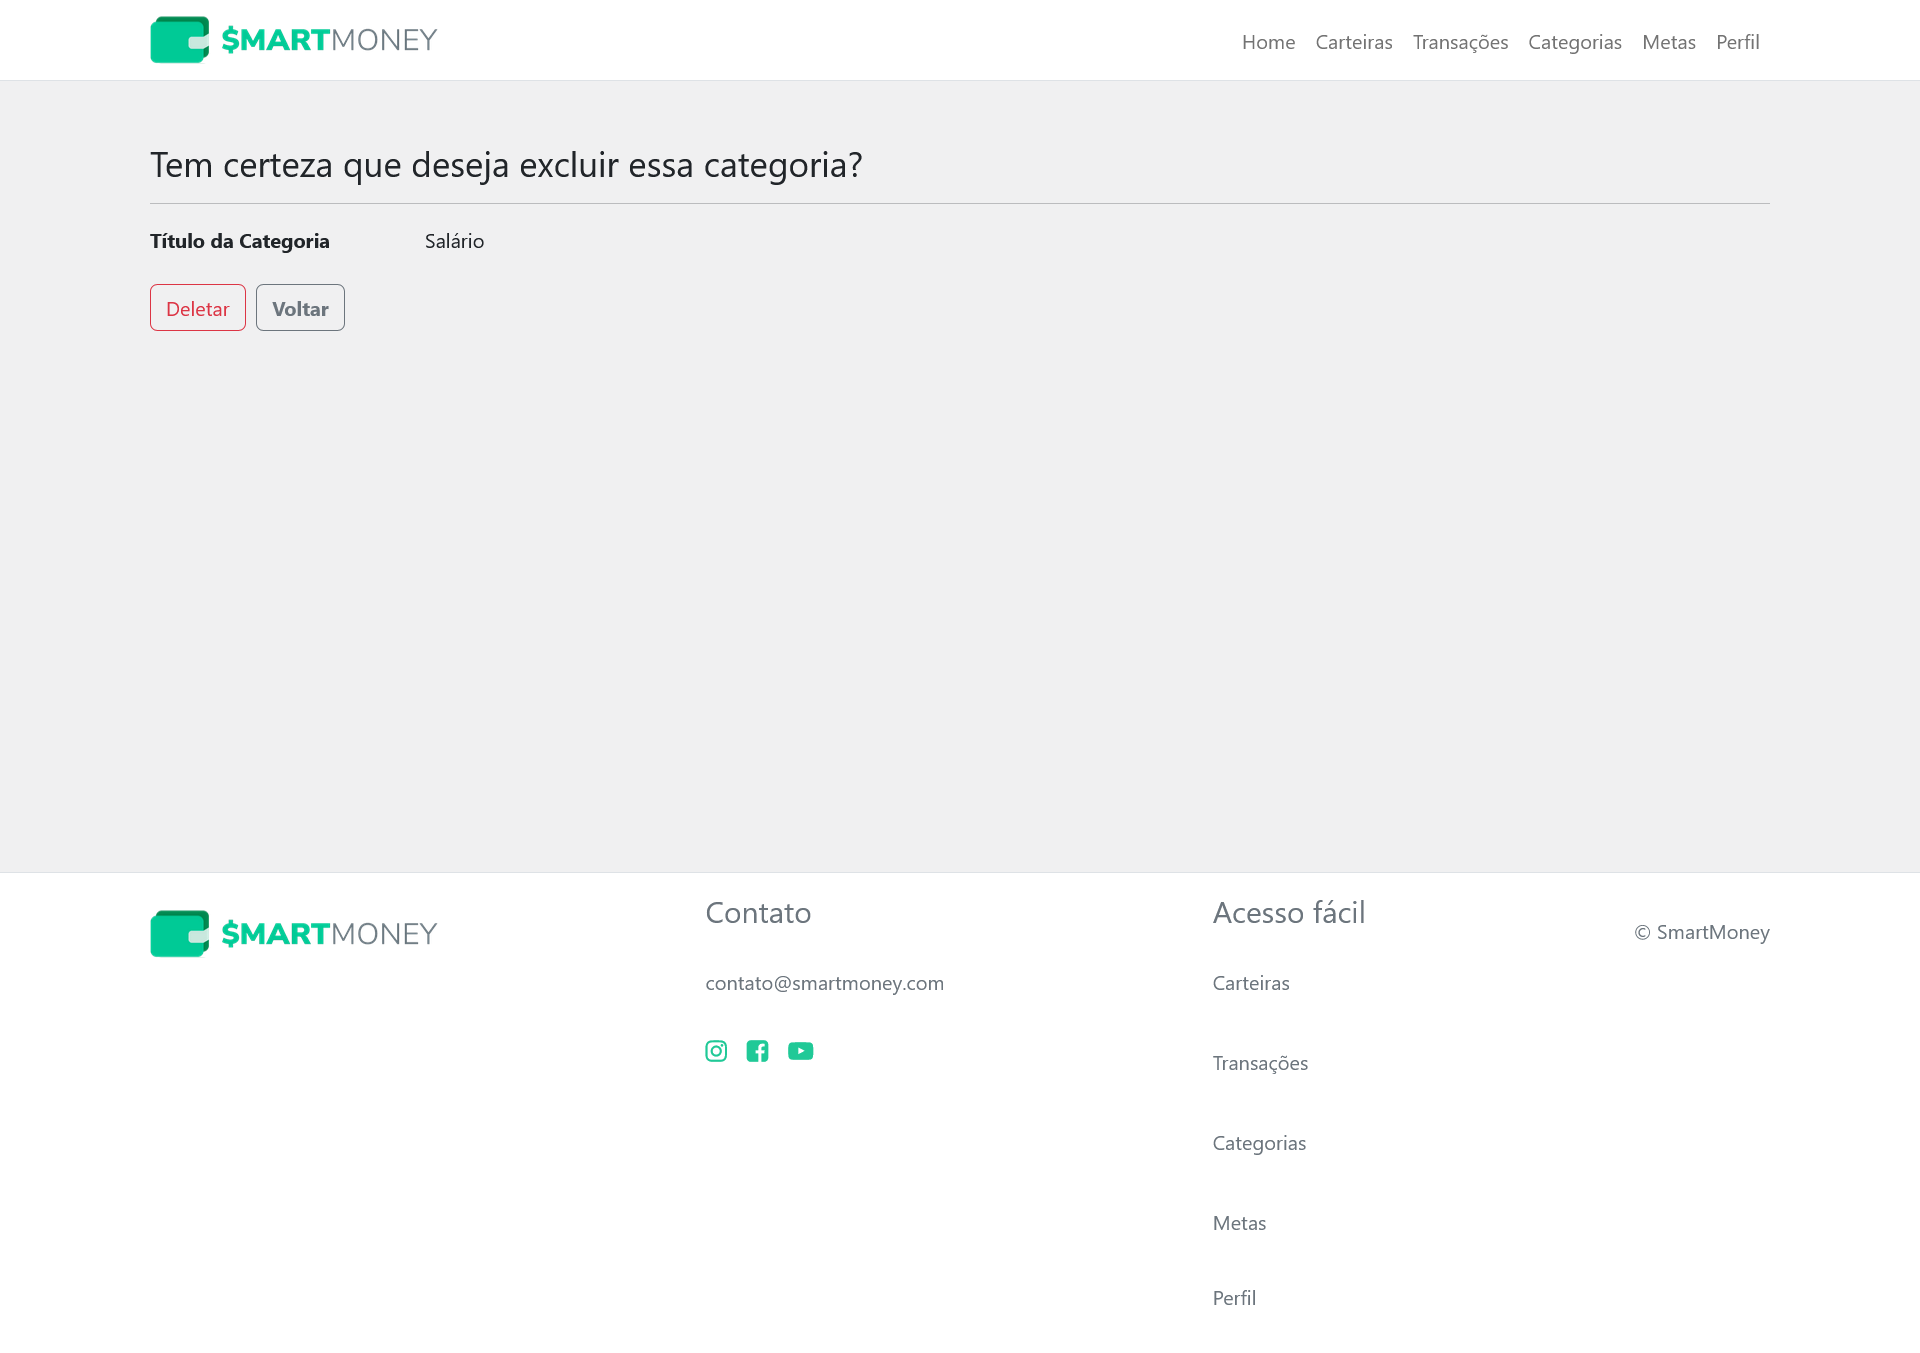 $MARTMONEY
Home Carteiras Transações Categorias Metas Perfil
Tem certeza que deseja excluir essa categoria?
Título da Categoria Salário
Deletar Voltar
$MARTMONEY
Contato
contato@smartmoney.com
Acesso fácil
Carteiras
Transações
Categorias
Metas
Perfil
© SmartMoney